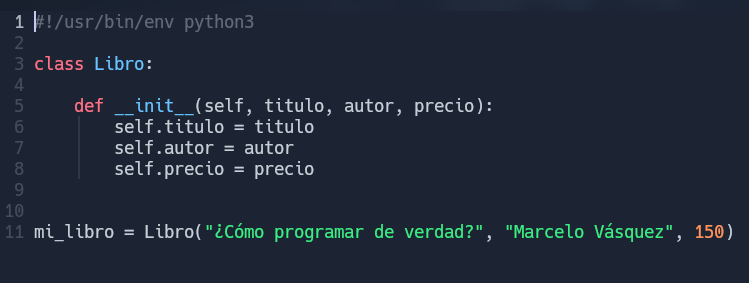 1 #!/usr/bin/env python3
2
3 class Libro:
4
5     def __init__(self, titulo, autor, precio):
6         self.titulo = titulo
7         self.autor = autor
8         self.precio = precio
9
10
11 mi_libro = Libro("¿Cómo programar de verdad?", "Marcelo Vásquez", 150)